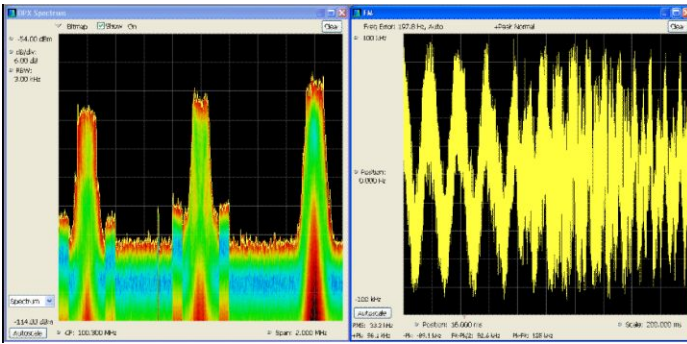 DPX Spectrum
Bitmap Show On Clear
-54.00 dBm
dB/div:
6.00 dB
RBW:
3.00 kHz
Spectrum
-114.00 dBm
Autoscale CF: 100.900 MHz Span: 2.000 MHz
FM
Freq Error: 197.8 Hz, Auto +Peak Normal Clear
100 kHz
Position:
0.000 Hz
-100 kHz
Autoscale
Position: 18.000 ms Scale: 200.000 ms